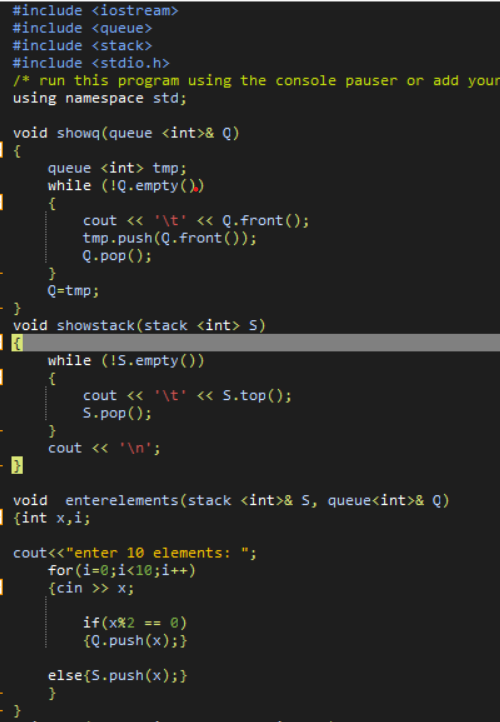 #include <iostream>
#include <queue>
#include <stack>
#include <stdio.h>
/* run this program using the console pauser or add your
using namespace std;

void showq(queue <int>& Q)
{
    queue <int> tmp;
    while (!Q.empty())
    {
        cout << '\t' << Q.front();
        tmp.push(Q.front());
        Q.pop();
    }
    Q=tmp;
}
void showstack(stack <int> S)
{
    while (!S.empty())
    {
        cout << '\t' << S.top();
        S.pop();
    }
    cout << '\n';
}

void  enterelements(stack <int>& S, queue<int>& Q)
{int x,i;

cout<<"enter 10 elements: ";
    for(i=0;i<10;i++)
    {cin >> x;

        if(x%2 == 0)
        {Q.push(x);}

    else{S.push(x);}
    }
}